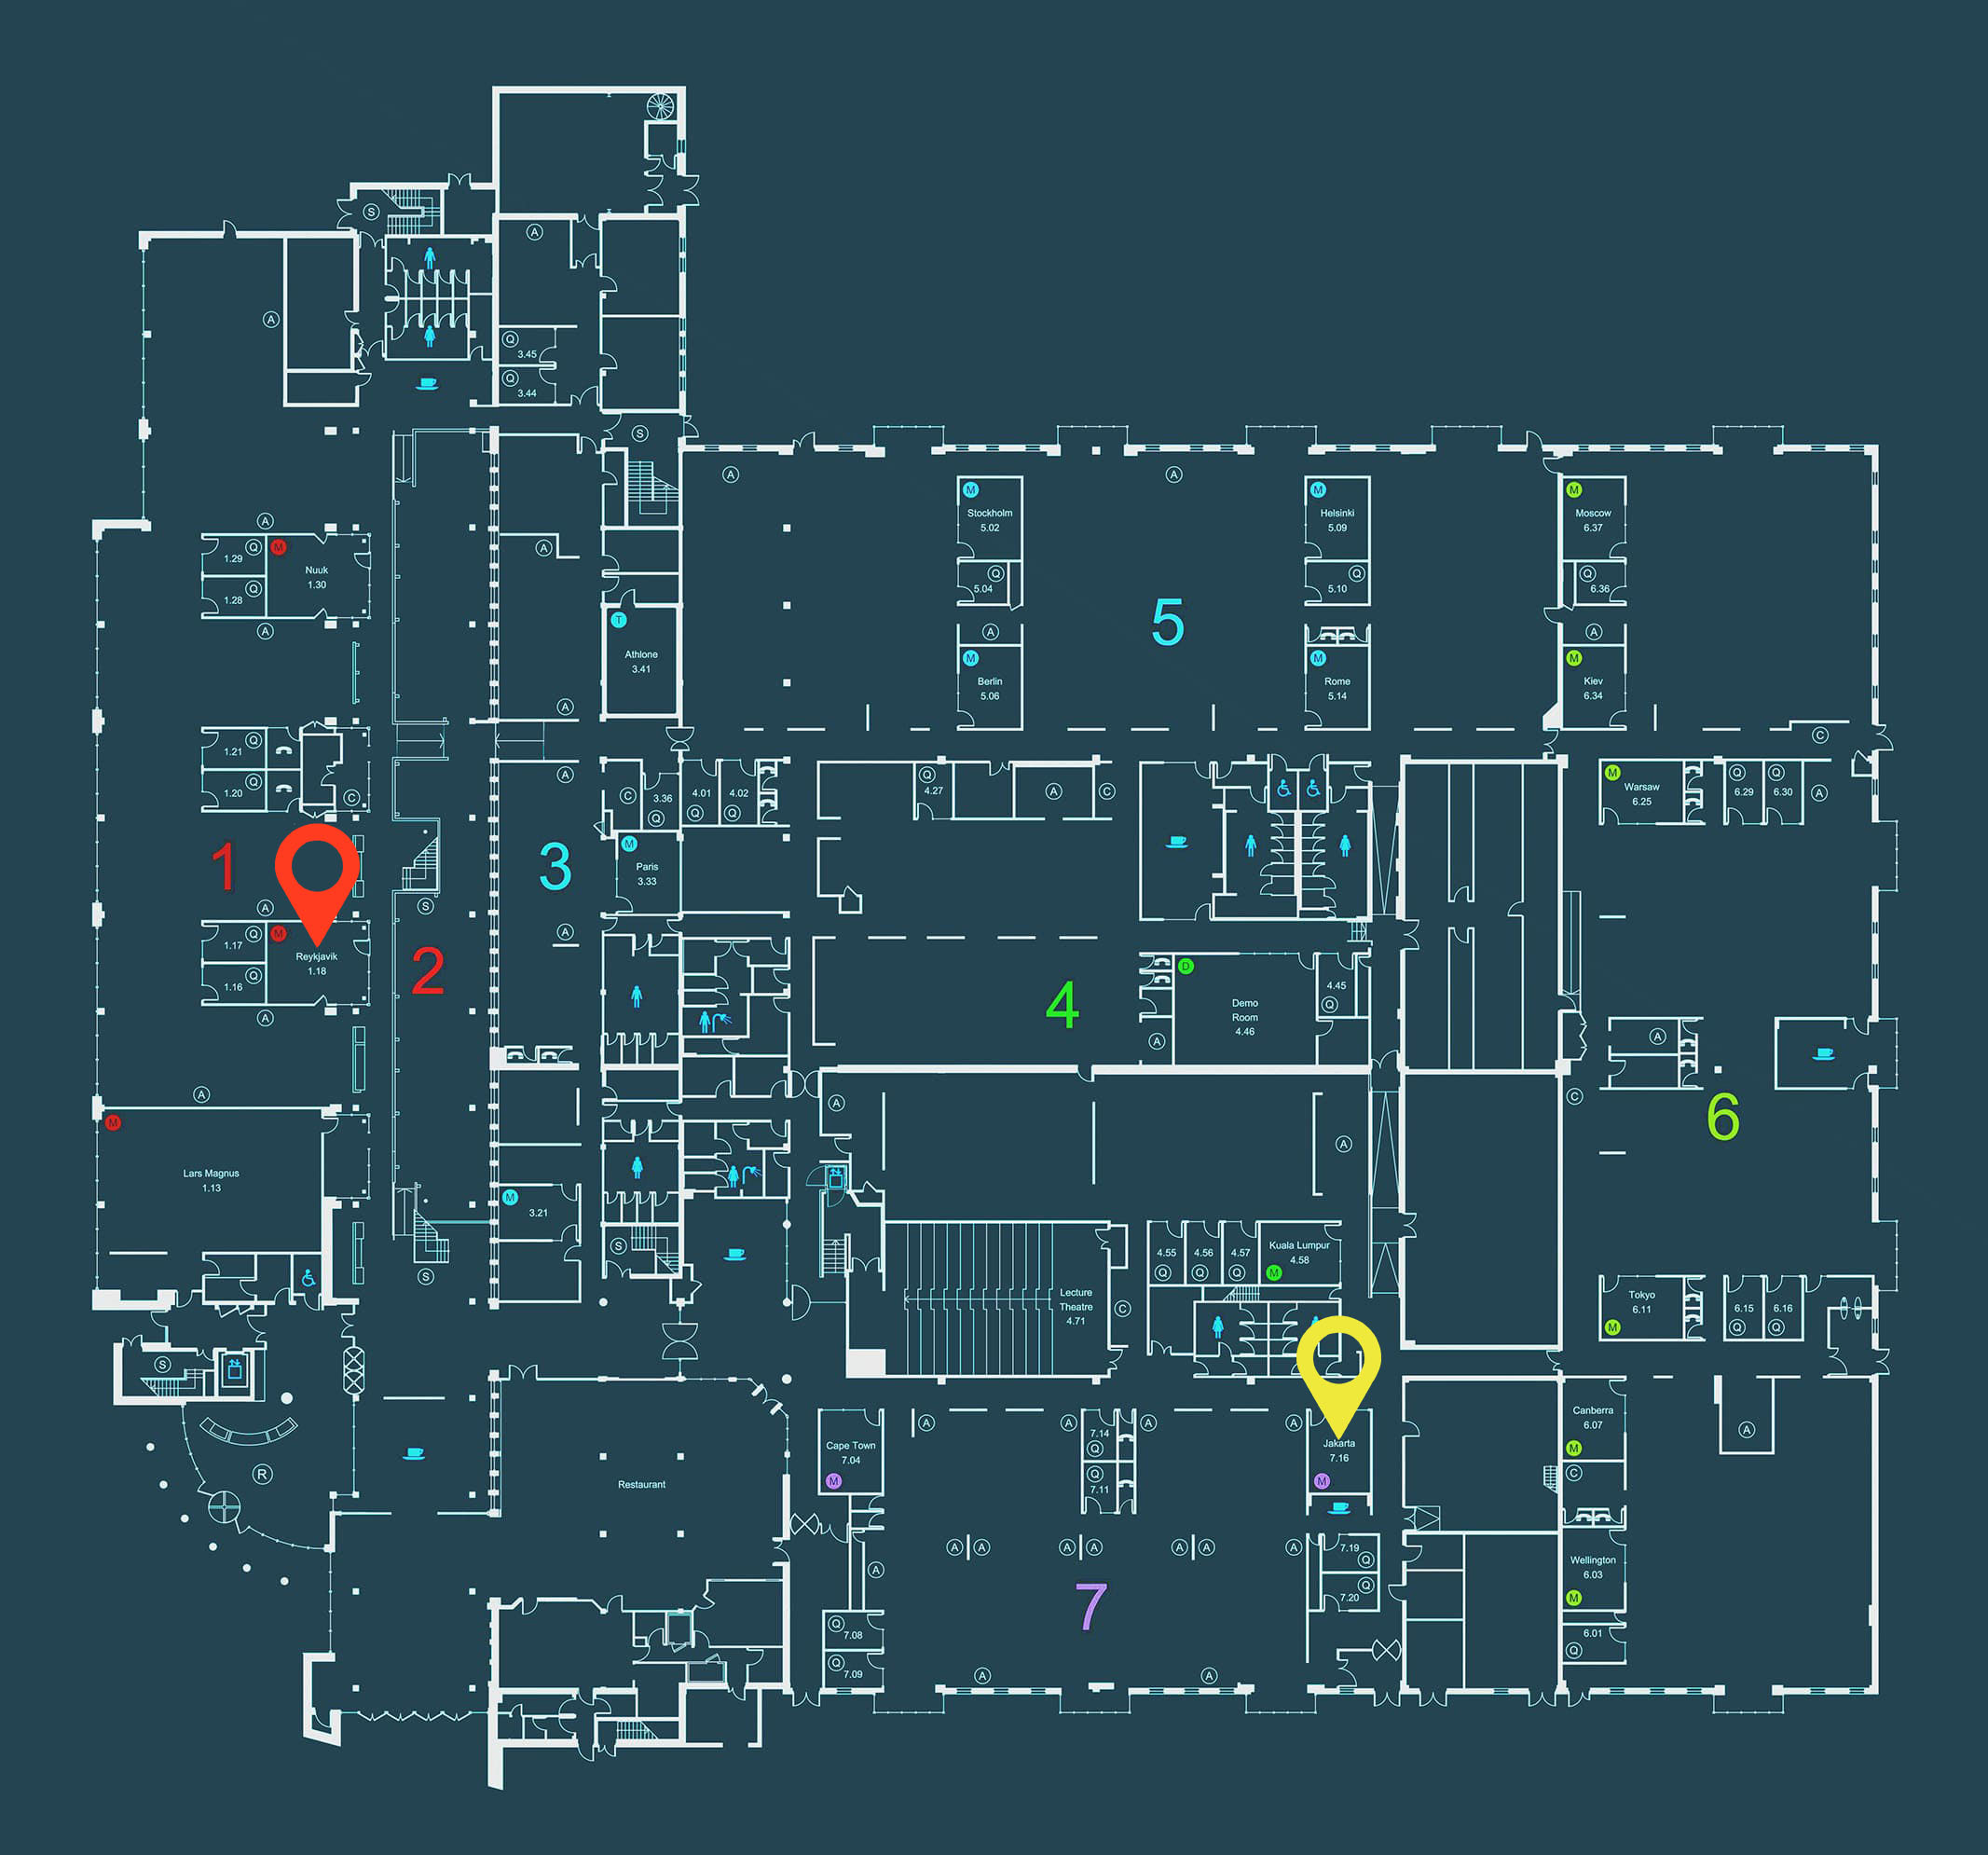 S
A
A
Q
3.45
Q
3.44
S
A
A
M
Stockholm
5.02
M
Helsinki
5.09
M
Moscow
6.37
A
Q
1.29
M
Nuuk
1.30
A
Q
1.28
Q
5.04
Q
5.10
Q
6.36
A
T
Athlone
3.41
5
A
A
M
Berlin
5.06
M
Rome
5.14
M
Kiev
6.34
A
C
1.21
Q
1.20
Q
C
A
C
3.36
Q
4.01
Q
4.02
Q
Q
4.27
A
C
M
Warsaw
6.25
Q
6.29
Q
6.30
A
1
3
M
Paris
3.33
A
S
A
1.17
Q
M
Reykjavik
1.18
1.16
Q
A
2
4
D
Demo
Room
4.46
4.45
Q
A
A
A
M
Lars Magnus
1.13
A
A
C
6
M
3.21
S
S
4.55
Q
4.56
Q
4.57
Q
Kuala Lumpur
4.58
M
Lecture
Theatre
4.71
C
Tokyo
6.11
M
6.15
Q
6.16
Q
S
R
Restaurant
Cape Town
7.04
M
A
A
7.14
Q
Q
7.11
A
A
Jakarta
7.16
M
Canberra
6.07
M
C
A
A
A
A
A
A
A
A
A
7.19
Q
Q
7.20
Wellington
6.03
M
7
Q
7.08
Q
7.09
A
A
6.01
Q